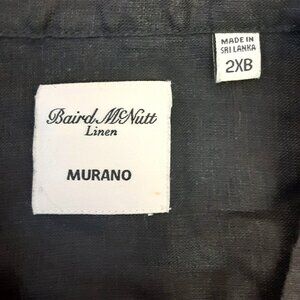 Baird McNutt
Linen
MURANO
MADE IN
SRI LANKA
2XB